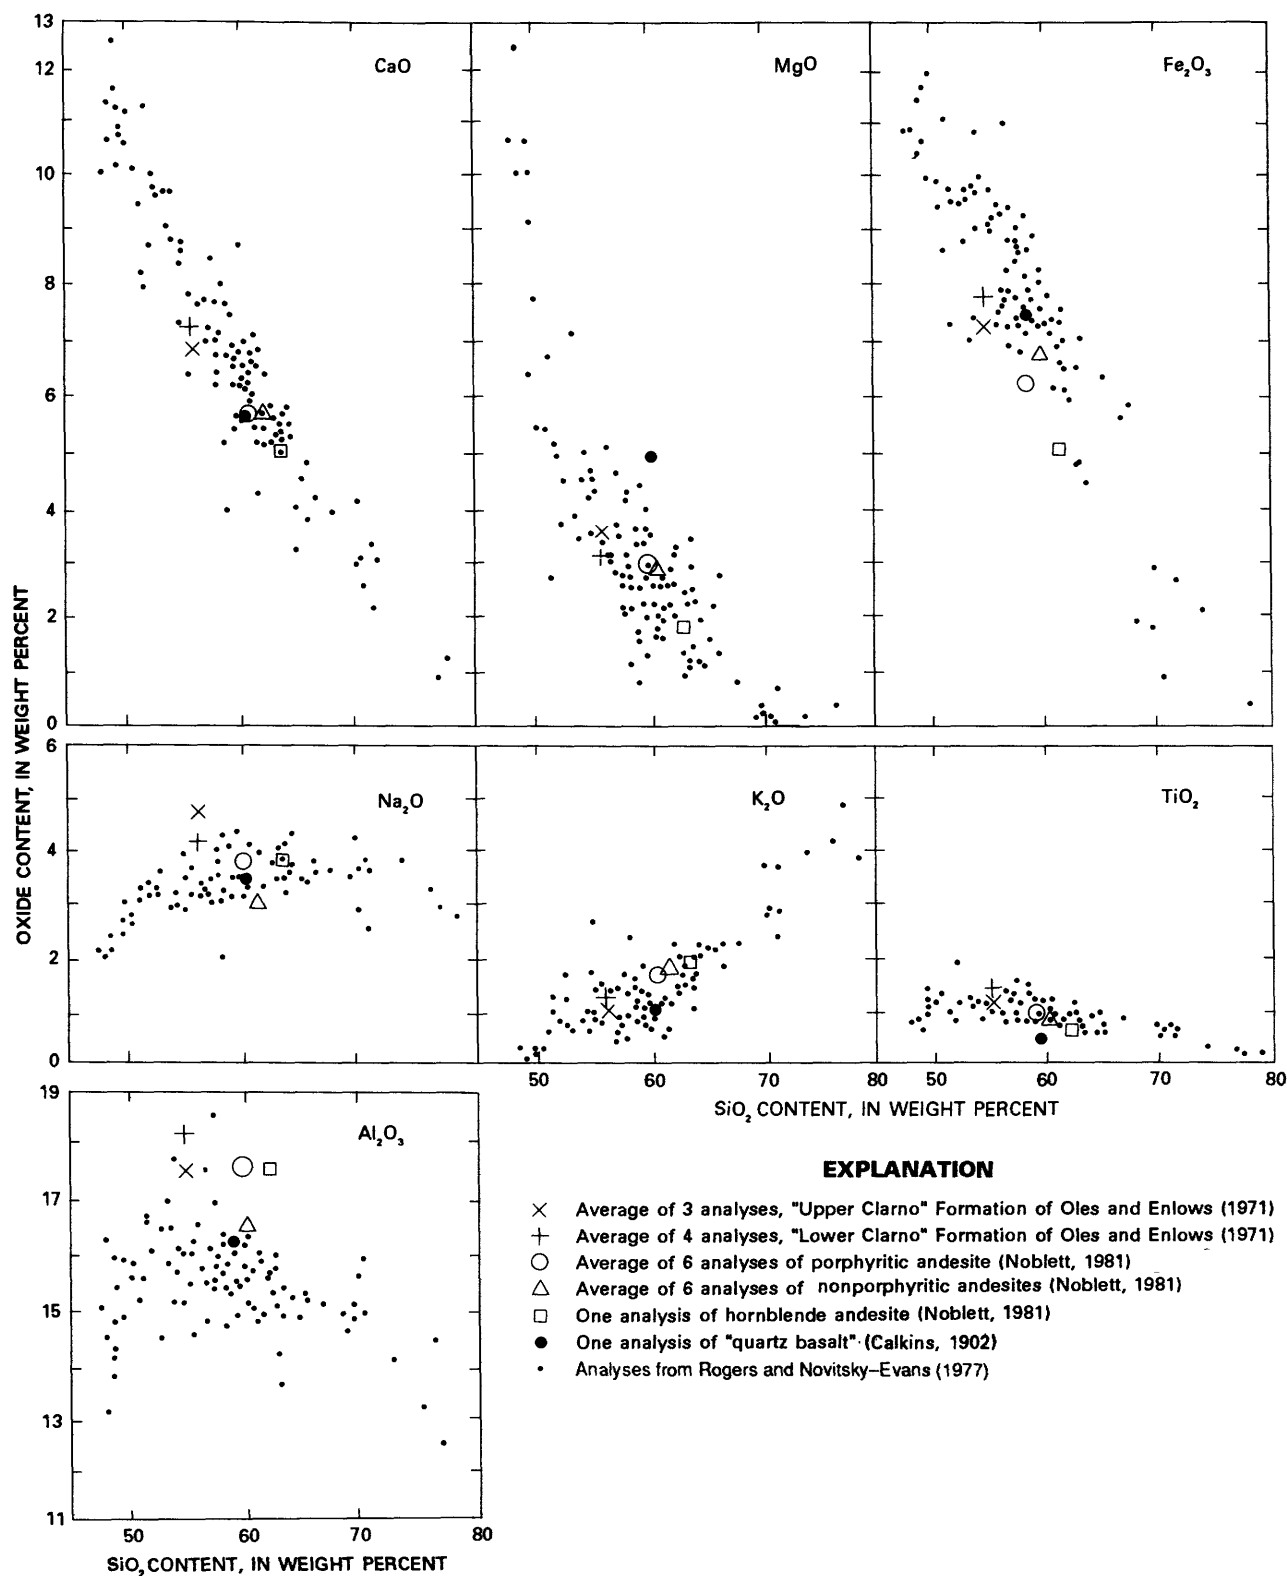 13
12
10
8
6
4
2
0
CaO
MgO
Fe₂O₃
OXIDE CONTENT, IN WEIGHT PERCENT
6
4
2
0
Na₂O
K₂O
TiO₂
50 60 70 80 50 60 70 80
SiO₂ CONTENT, IN WEIGHT PERCENT
19
17
15
13
11
Al₂O₃
50 60 70 80
SiO₂ CONTENT, IN WEIGHT PERCENT
EXPLANATION
Average of 3 analyses, "Upper Clarno" Formation of Oles and Enlows (1971)
Average of 4 analyses, "Lower Clarno" Formation of Oles and Enlows (1971)
Average of 6 analyses of porphyritic andesite (Noblett, 1981)
Average of 6 analyses of nonporphyritic andesites (Noblett, 1981)
One analysis of hornblende andesite (Noblett, 1981)
One analysis of "quartz basalt" (Calkins, 1902)
Analyses from Rogers and Novitsky–Evans (1977)